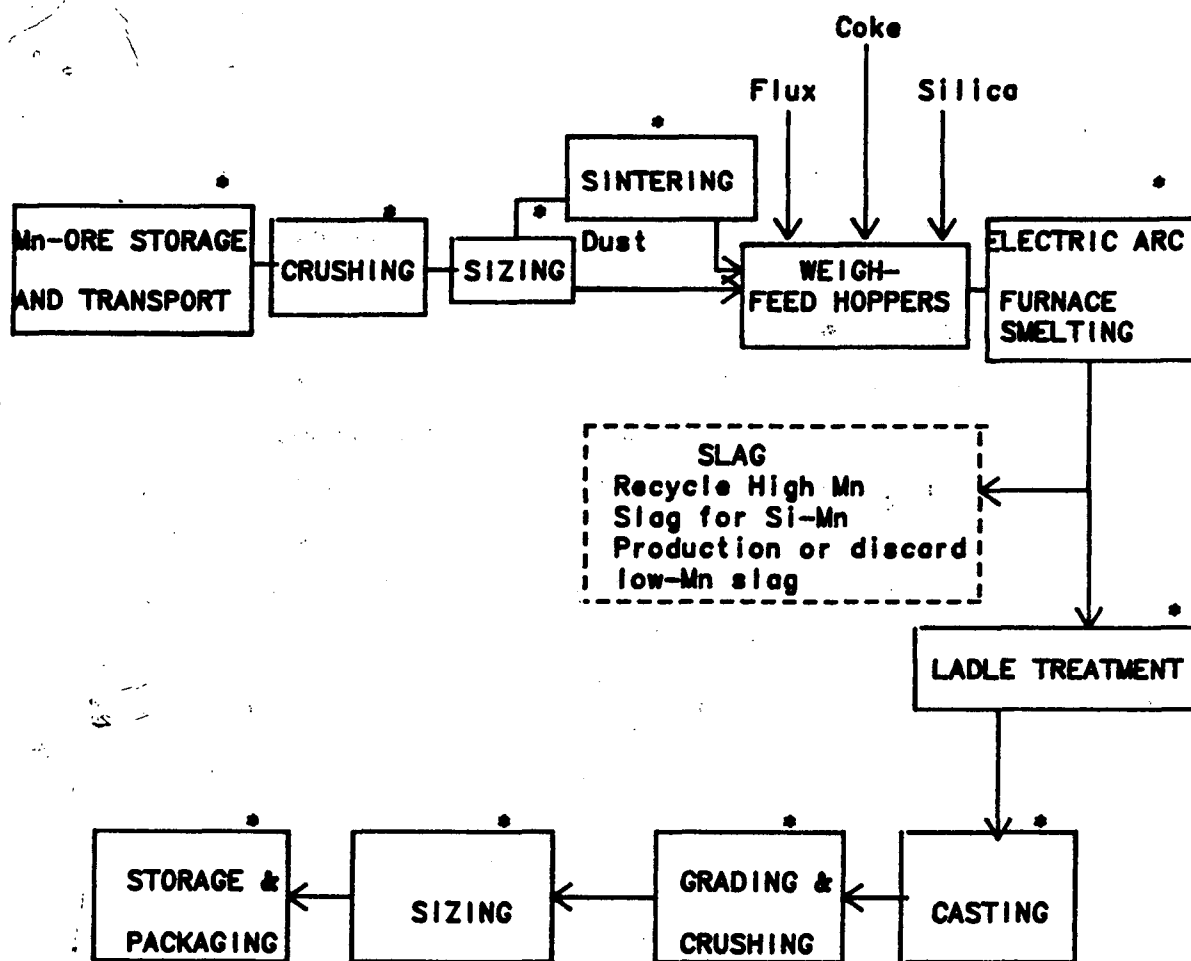 Coke
Flux
Silica
*
SINTERING
*
Mn-ORE STORAGE
AND TRANSPORT
*
CRUSHING
*
SIZING
Dust
WEIGH-
FEED HOPPERS
*
ELECTRIC ARC
FURNACE
SMELTING
SLAG
Recycle High Mn
Slag for Si-Mn
Production or discard
low-Mn slag
*
LADLE TREATMENT
*
STORAGE &
PACKAGING
*
SIZING
*
GRADING &
CRUSHING
*
CASTING